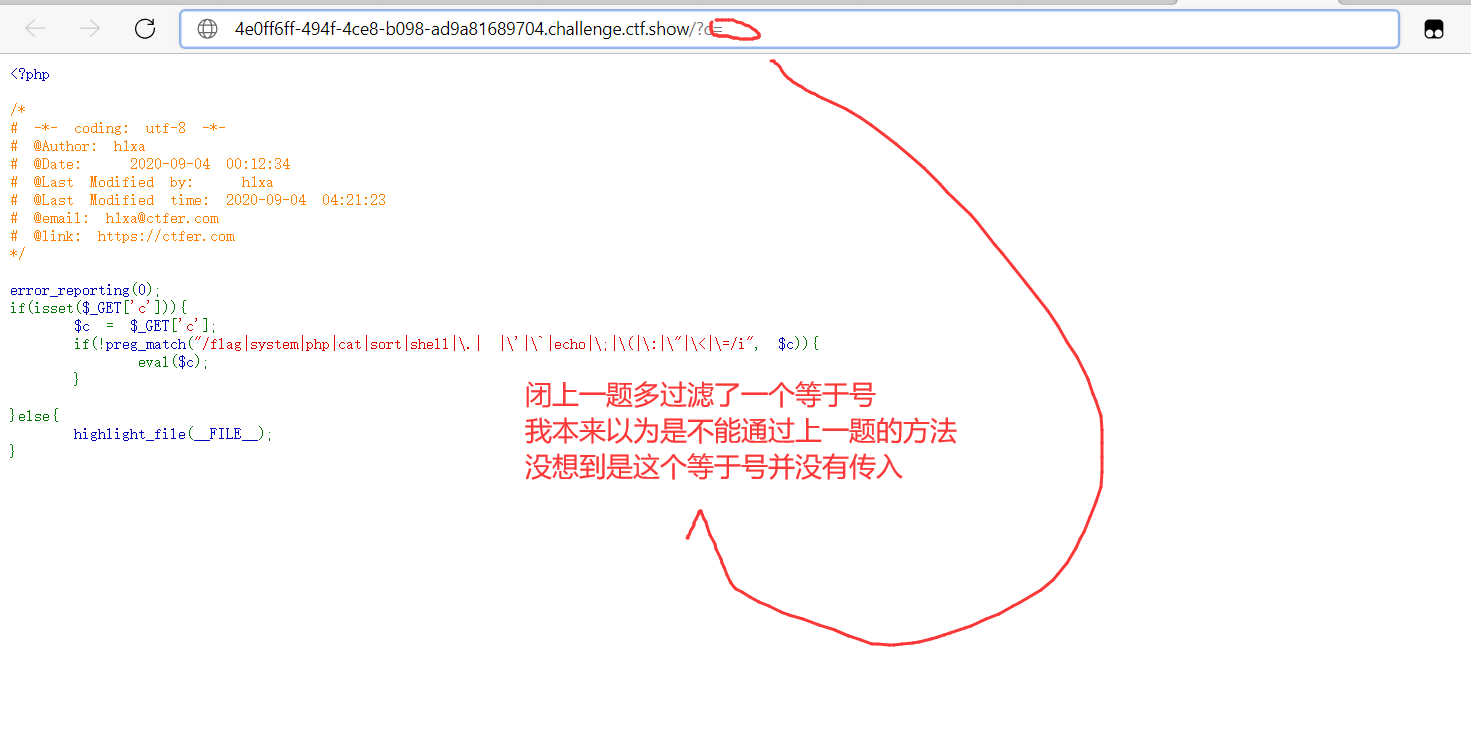 4e0ff6ff-494f-4ce8-b098-ad9a81689704.challenge.ctf.show/?c=
<?php
/*
# -*- coding: utf-8 -*-
# @Author: h1xa
# @Date:   2020-09-04 00:12:34
# @Last Modified by:   h1xa
# @Last Modified time: 2020-09-04 04:21:23
# @email: h1xa@ctfer.com
# @link: https://ctfer.com
*/
error_reporting(0);
if(isset($_GET['c'])){
    $c = $_GET['c'];
    if(!preg_match("/flag|system|php|cat|sort|shell|\.| |\'|\`|echo|\;|\(|\:|\"|\<|\=/i", $c)){
        eval($c);
    }
}else{
    highlight_file(__FILE__);
}
闭上一题多过滤了一个等于号
我本来以为是不能通过上一题的方法
没想到是这个等于号并没有传入